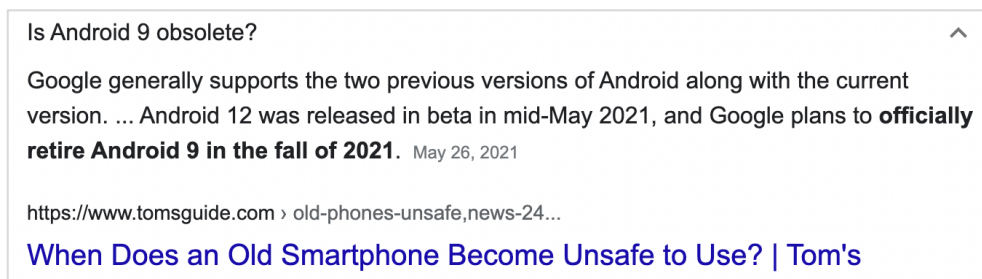 Is Android 9 obsolete?
Google generally supports the two previous versions of Android along with the current
version. ... Android 12 was released in beta in mid-May 2021, and Google plans to officially
retire Android 9 in the fall of 2021. May 26, 2021
https://www.tomsguide.com › old-phones-unsafe,news-24...
When Does an Old Smartphone Become Unsafe to Use? | Tom's